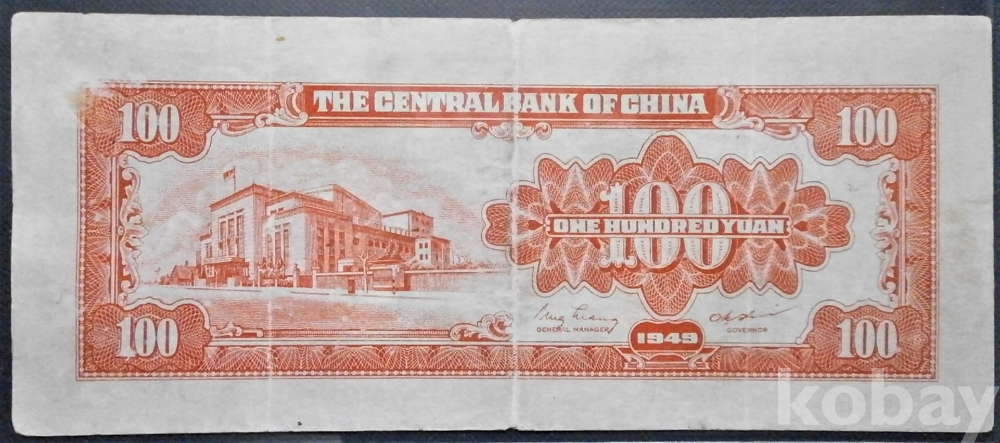 THE CENTRAL BANK OF CHINA
100 100
100
ONE HUNDRED YUAN
GENERAL MANAGER GOVERNOR
100 1949 100
kobay